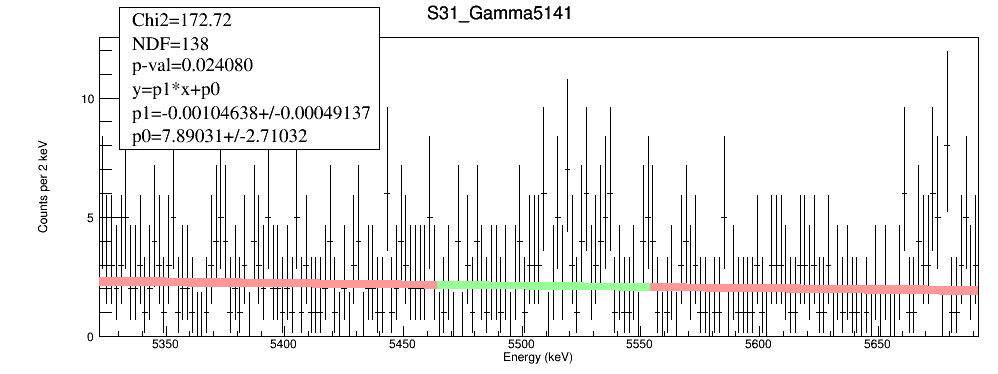 S31_Gamma5141
Chi2=172.72
NDF=138
p-val=0.024080
y=p1*x+p0
p1=-0.00104638+/-0.00049137
p0=7.89031+/-2.71032
Counts per 2 keV
10
5
0
5350 5400 5450 5500 5550 5600 5650
Energy (keV)